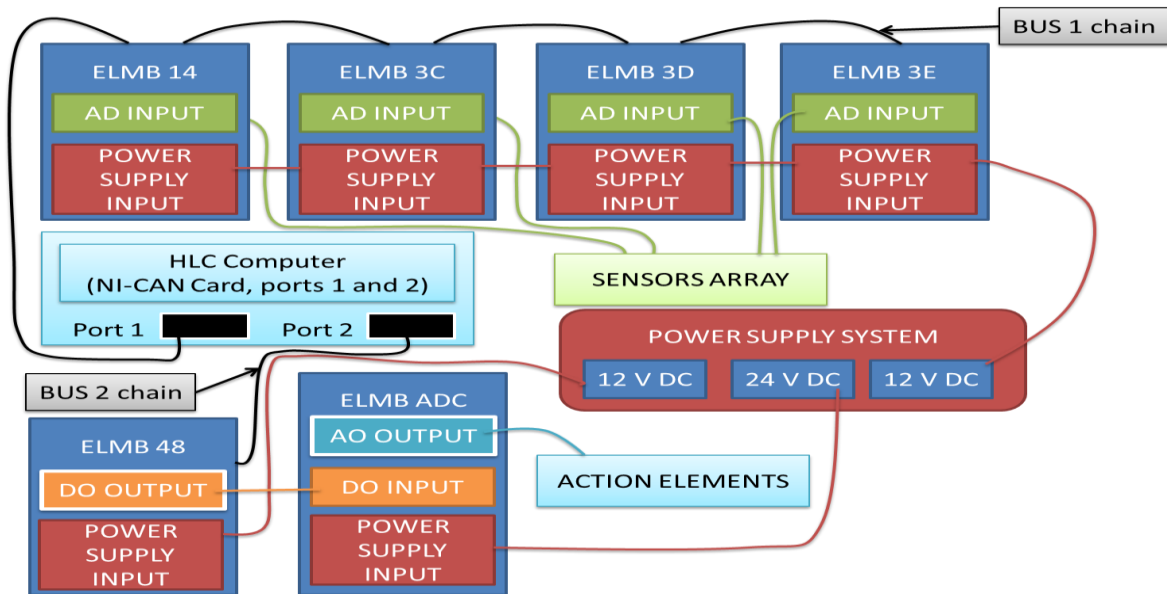 BUS 1 chain
ELMB 14
AD INPUT
POWER
SUPPLY
INPUT
ELMB 3C
AD INPUT
POWER
SUPPLY
INPUT
ELMB 3D
AD INPUT
POWER
SUPPLY
INPUT
ELMB 3E
AD INPUT
POWER
SUPPLY
INPUT
HLC Computer
(NI-CAN Card, ports 1 and 2)
Port 1
Port 2
SENSORS ARRAY
POWER SUPPLY SYSTEM
12 V DC
24 V DC
12 V DC
BUS 2 chain
ELMB 48
DO OUTPUT
POWER
SUPPLY
INPUT
ELMB ADC
AO OUTPUT
DO INPUT
POWER
SUPPLY
INPUT
ACTION ELEMENTS